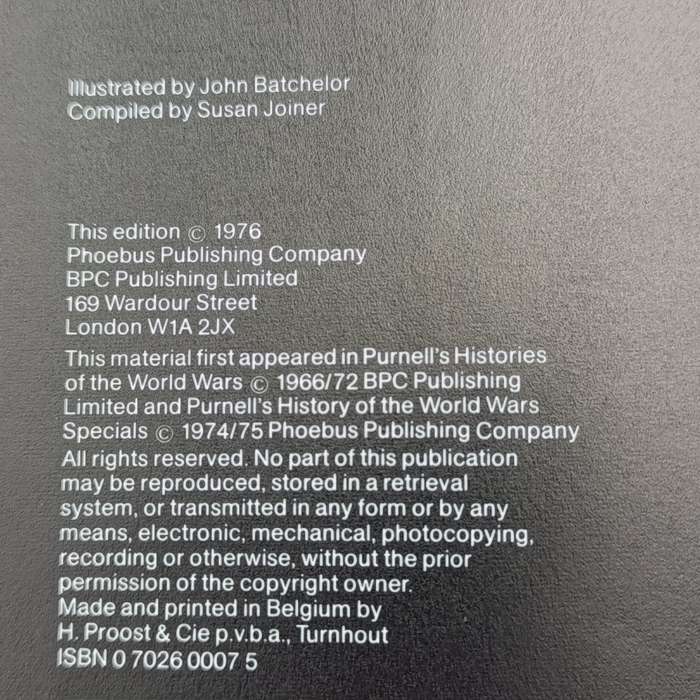 Illustrated by John Batchelor
Compiled by Susan Joiner
This edition © 1976
Phoebus Publishing Company
BPC Publishing Limited
169 Wardour Street
London W1A 2JX
This material first appeared in Purnell's Histories
of the World Wars © 1966/72 BPC Publishing
Limited and Purnell's History of the World Wars
Specials © 1974/75 Phoebus Publishing Company
All rights reserved. No part of this publication
may be reproduced, stored in a retrieval
system, or transmitted in any form or by any
means, electronic, mechanical, photocopying,
recording or otherwise, without the prior
permission of the copyright owner.
Made and printed in Belgium by
H. Proost & Cie p.v.b.a., Turnhout
ISBN 0 7026 0007 5